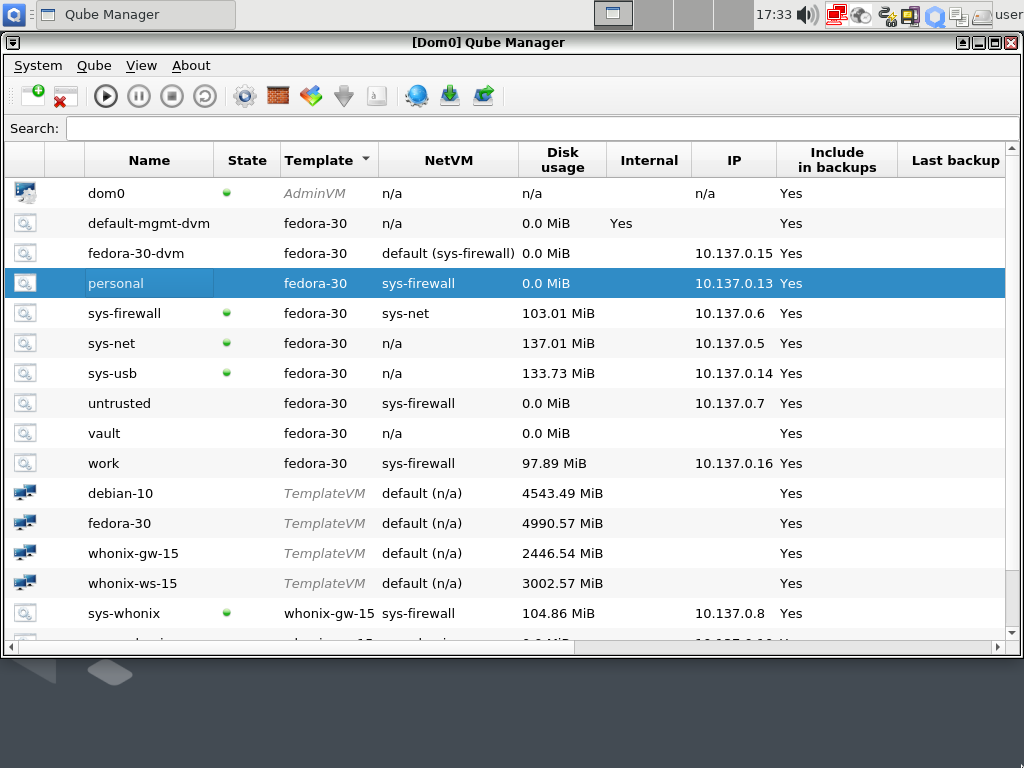 Qube Manager 17:33 user
[Dom0] Qube Manager
System Qube View About
Search:
Name State Template NetVM Disk usage Internal IP Include in backups Last backup
dom0 AdminVM n/a n/a n/a Yes
default-mgmt-dvm fedora-30 n/a 0.0 MiB Yes Yes
fedora-30-dvm fedora-30 default (sys-firewall) 0.0 MiB 10.137.0.15 Yes
personal fedora-30 sys-firewall 0.0 MiB 10.137.0.13 Yes
sys-firewall fedora-30 sys-net 103.01 MiB 10.137.0.6 Yes
sys-net fedora-30 n/a 137.01 MiB 10.137.0.5 Yes
sys-usb fedora-30 n/a 133.73 MiB 10.137.0.14 Yes
untrusted fedora-30 sys-firewall 0.0 MiB 10.137.0.7 Yes
vault fedora-30 n/a 0.0 MiB Yes
work fedora-30 sys-firewall 97.89 MiB 10.137.0.16 Yes
debian-10 TemplateVM default (n/a) 4543.49 MiB Yes
fedora-30 TemplateVM default (n/a) 4990.57 MiB Yes
whonix-gw-15 TemplateVM default (n/a) 2446.54 MiB Yes
whonix-ws-15 TemplateVM default (n/a) 3002.57 MiB Yes
sys-whonix whonix-gw-15 sys-firewall 104.86 MiB 10.137.0.8 Yes